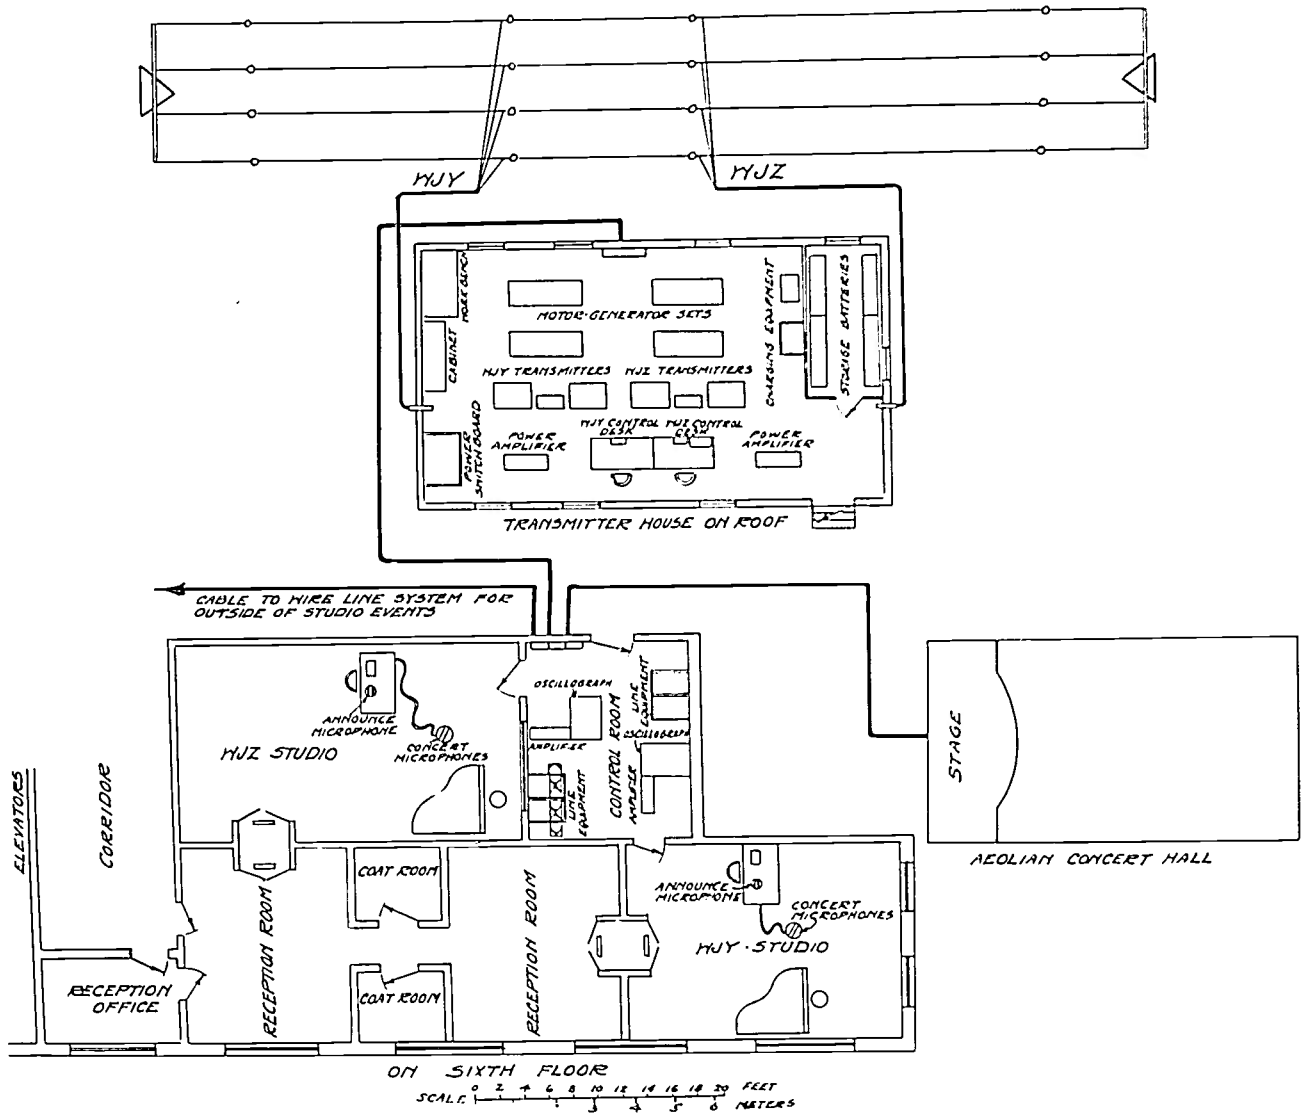 WJY
WJZ
WORK BENCH
CABINET
POWER
SWITCHBOARD
MOTOR-GENERATOR SETS
WJY TRANSMITTERS
WJZ TRANSMITTERS
WJY CONTROL
DESK
WJZ CONTROL
DESK
POWER
AMPLIFIER
POWER
AMPLIFIER
CHARGING EQUIPMENT
STORAGE BATTERIES
TRANSMITTER HOUSE ON ROOF
CABLE TO WIRE LINE SYSTEM FOR
OUTSIDE OF STUDIO EVENTS
ANNOUNCE
MICROPHONE
CONCERT
MICROPHONES
WJZ STUDIO
OSCILLOGRAPH
AMPLIFIER
LINE
EQUIPMENT
CONTROL ROOM
LINE
EQUIPMENT
OSCILLOGRAPH
AMPLIFIER
STAGE
AEOLIAN CONCERT HALL
ELEVATORS
CORRIDOR
RECEPTION
OFFICE
RECEPTION ROOM
COAT ROOM
COAT ROOM
RECEPTION ROOM
ANNOUNCE
MICROPHONE
CONCERT
MICROPHONES
WJY-STUDIO
ON SIXTH FLOOR
SCALE
0 2 4 6 8 10 12 14 16 18 20 FEET
3 4 5 6 METERS